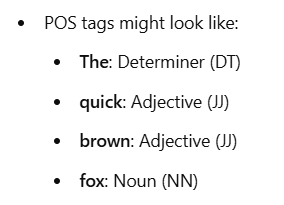 • POS tags might look like:
• The: Determiner (DT)
• quick: Adjective (JJ)
• brown: Adjective (JJ)
• fox: Noun (NN)